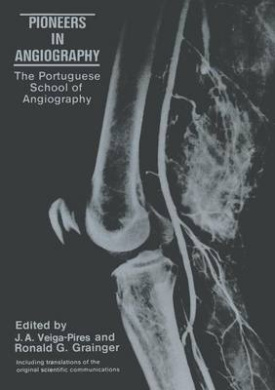 PIONEERS
IN
ANGIOGRAPHY
The Portuguese
School of
Angiography
Edited by
J. A. Veiga-Pires and
Ronald G. Grainger
Including translations of the
original scientific communications